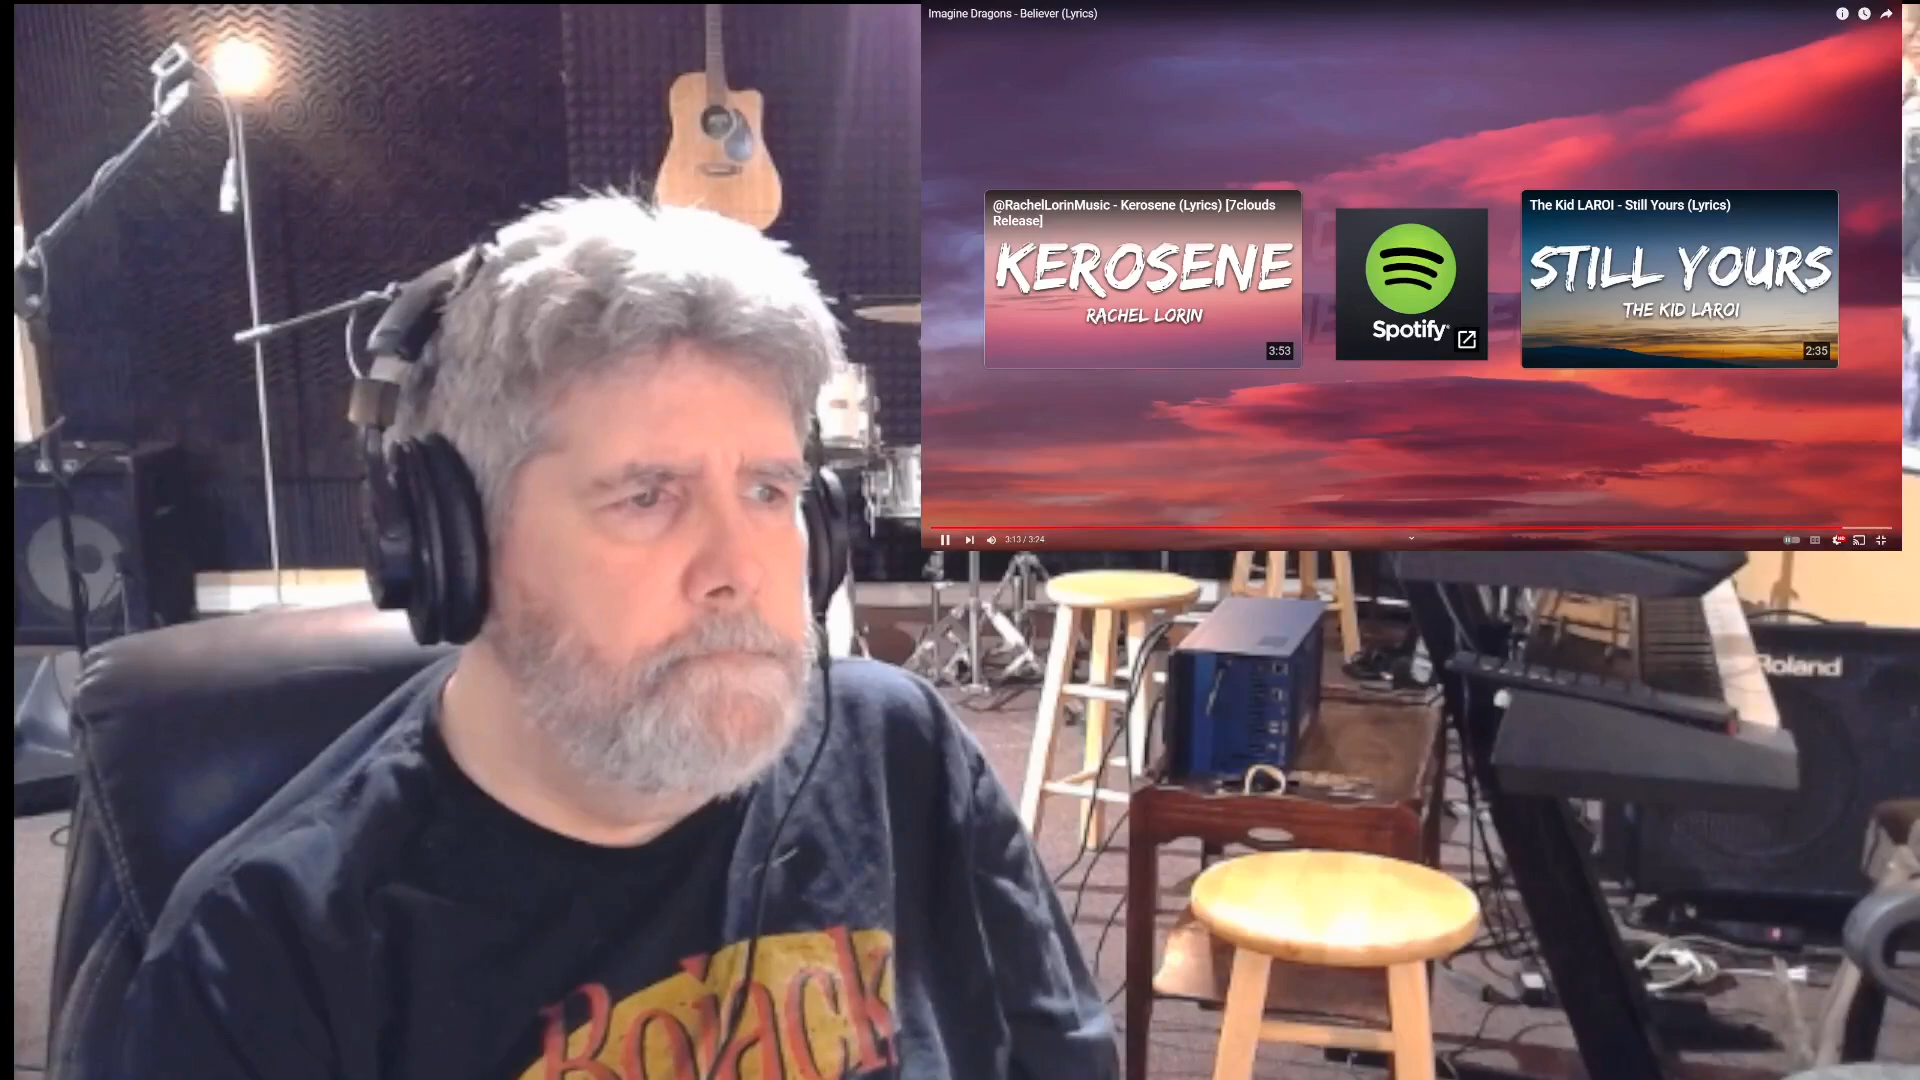 Imagine Dragons - Believer (Lyrics)
@RachelLorinMusic - Kerosene (Lyrics) [7clouds
Release]
KEROSENE
RACHEL LORIN
3:53
Spotify
The Kid LAROI - Still Yours (Lyrics)
STILL YOURS
THE KID LAROI
2:35
3:13 / 3:24
Roland
Bojack